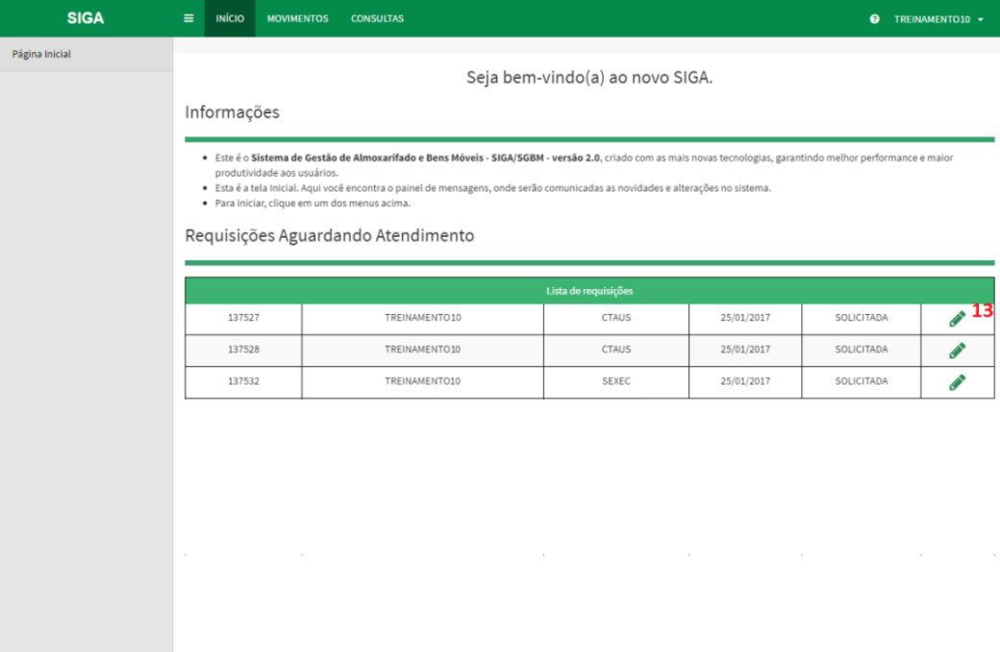 SIGA INÍCIO MOVIMENTOS CONSULTAS TREINAMENTO10
Página Inicial
Seja bem-vindo(a) ao novo SIGA.
Informações
Este é o Sistema de Gestão de Almoxarifado e Bens Móveis - SIGA/SGBM - versão 2.0, criado com as mais novas tecnologias, garantindo melhor performance e maior
produtividade aos usuários.
Esta é a tela Inicial. Aqui você encontra o painel de mensagens, onde serão comunicadas as novidades e alterações no sistema.
Para iniciar, clique em um dos menus acima.
Requisições Aguardando Atendimento
Lista de requisições
137527 TREINAMENTO10 CTAUS 25/01/2017 SOLICITADA 13
137528 TREINAMENTO10 CTAUS 25/01/2017 SOLICITADA
137532 TREINAMENTO10 SEXEC 25/01/2017 SOLICITADA